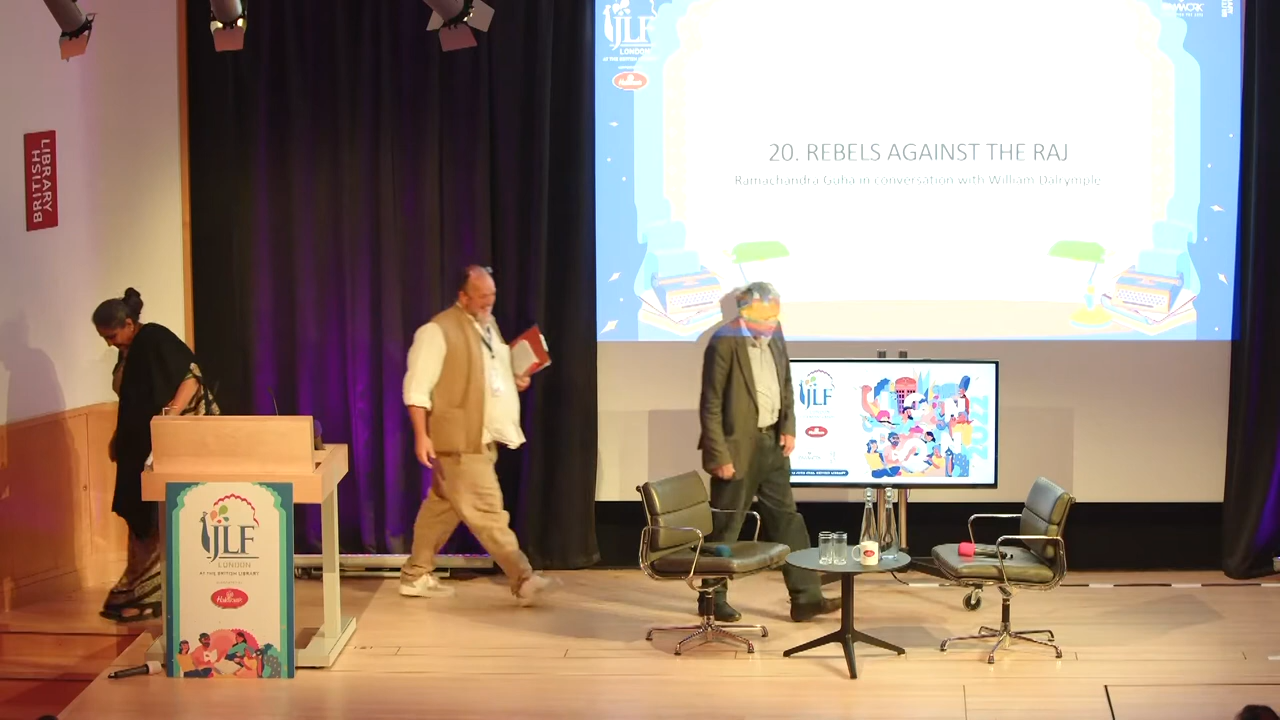 JLF
LONDON
AT THE BRITISH LIBRARY
20. REBELS AGAINST THE RAJ
Ramachandra Guha in conversation with William Dalrymple
BRITISH
LIBRARY
JLF
JLF
LONDON
AT THE BRITISH LIBRARY
Haldiram's